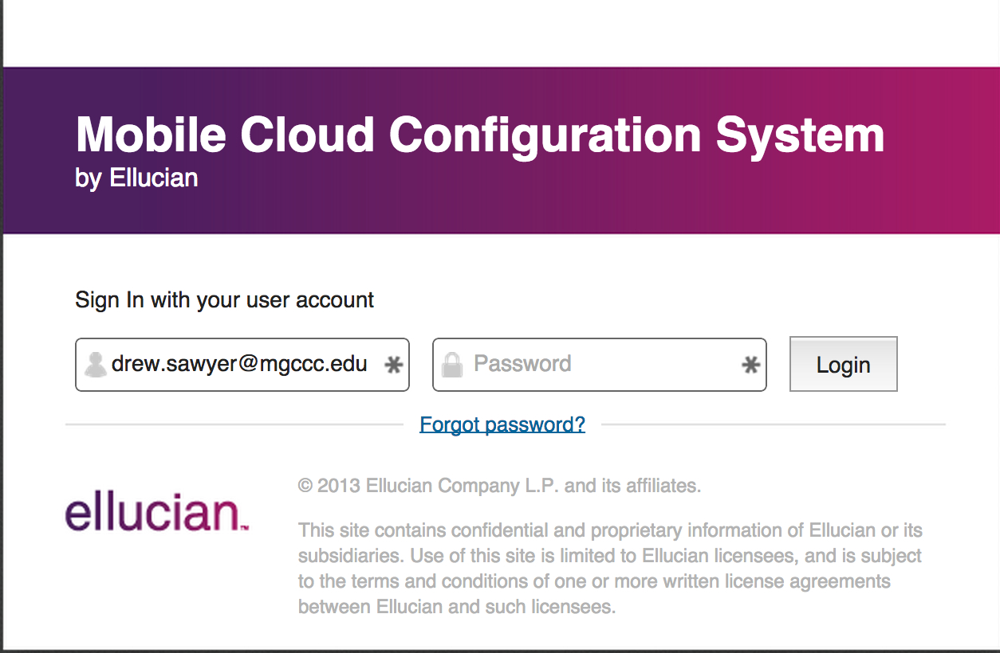 Mobile Cloud Configuration System
by Ellucian
Sign In with your user account
drew.sawyer@mgccc.edu * Password * Login
Forgot password?
ellucian™
© 2013 Ellucian Company L.P. and its affiliates.
This site contains confidential and proprietary information of Ellucian or its
subsidiaries. Use of this site is limited to Ellucian licensees, and is subject
to the terms and conditions of one or more written license agreements
between Ellucian and such licensees.